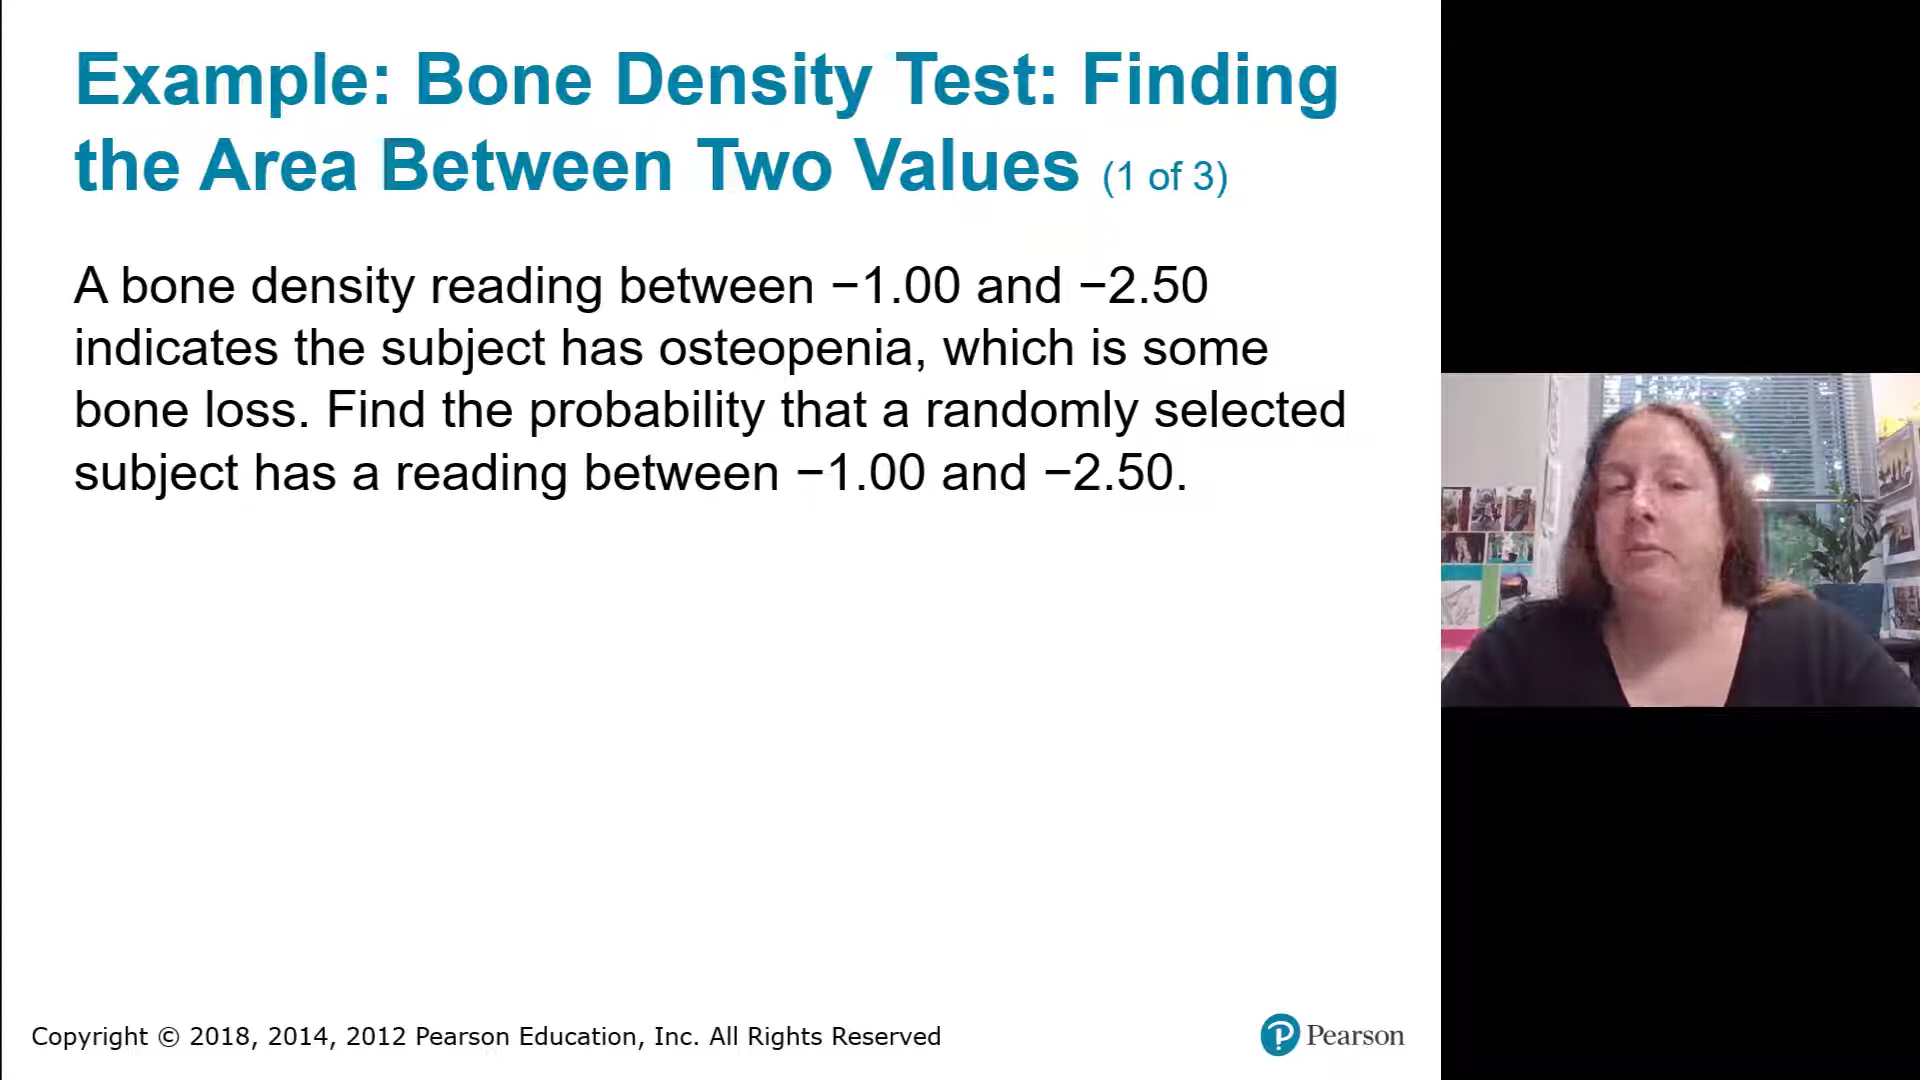 Example: Bone Density Test: Finding
the Area Between Two Values (1 of 3)
A bone density reading between −1.00 and −2.50
indicates the subject has osteopenia, which is some
bone loss. Find the probability that a randomly selected
subject has a reading between −1.00 and −2.50.
Copyright © 2018, 2014, 2012 Pearson Education, Inc. All Rights Reserved
Pearson